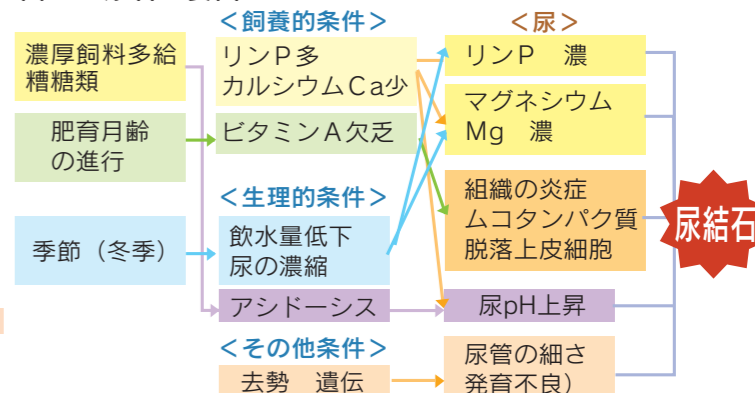 <飼養的条件>
<尿>
濃厚飼料多給
糟糖類
リンP多
カルシウムCa少
リンP 濃
マグネシウム
Mg 濃
肥育月齢
の進行
ビタミンA欠乏
組織の炎症
ムコタンパク質
脱落上皮細胞
尿結石
<生理的条件>
季節(冬季)
飲水量低下
尿の濃縮
アシドーシス
尿pH上昇
<その他条件>
去勢 遺伝
尿管の細さ
発育不良)